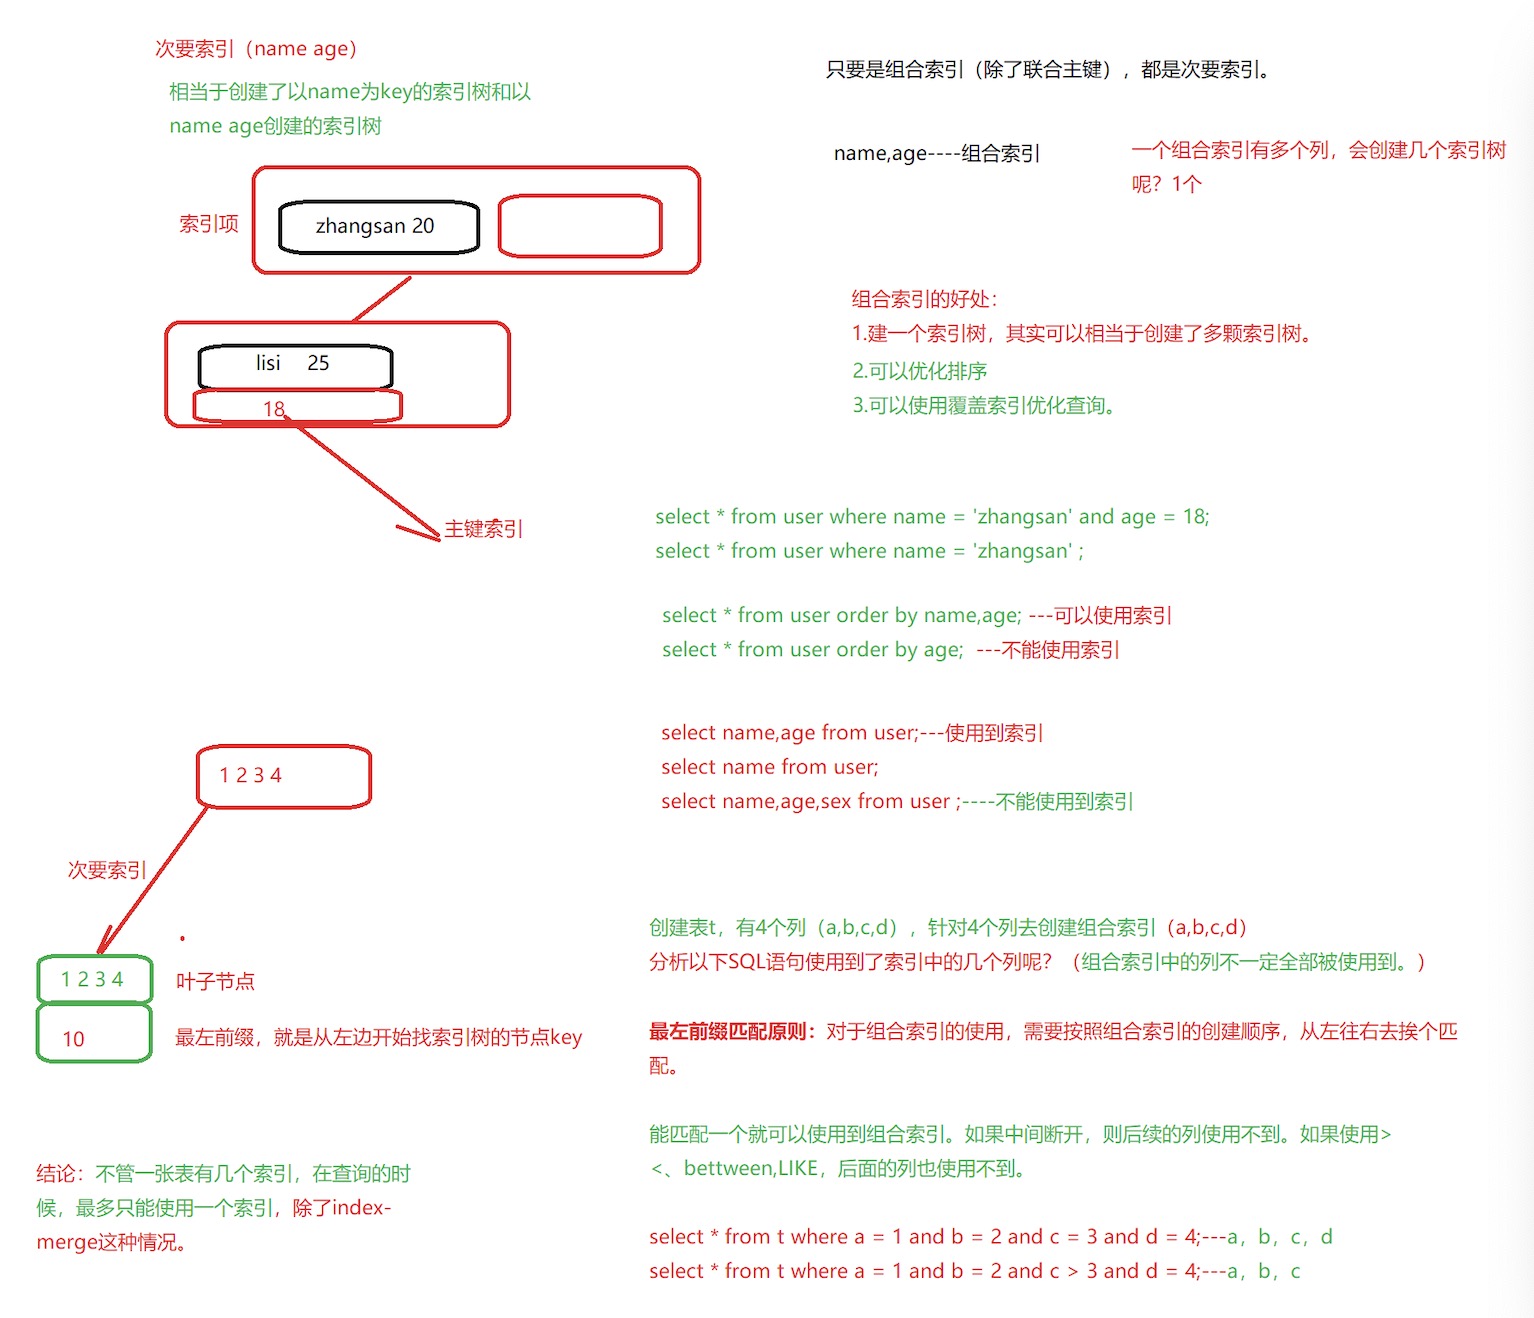 次要索引（name age）
相当于创建了以name为key的索引树和以
name age创建的索引树
索引项
zhangsan 20
lisi 25
18
主键索引
只要是组合索引（除了联合主键），都是次要索引。
name,age----组合索引
一个组合索引有多个列，会创建几个索引树
呢？1个
组合索引的好处：
1.建一个索引树，其实可以相当于创建了多颗索引树。
2.可以优化排序
3.可以使用覆盖索引优化查询。
select * from user where name = 'zhangsan' and age = 18;
select * from user where name = 'zhangsan' ;
select * from user order by name,age; ---可以使用索引
select * from user order by age; ---不能使用索引
select name,age from user;---使用到索引
select name from user;
select name,age,sex from user ;----不能使用到索引
1 2 3 4
次要索引
1 2 3 4
叶子节点
10
最左前缀，就是从左边开始找索引树的节点key
结论：不管一张表有几个索引，在查询的时
候，最多只能使用一个索引，除了index-
merge这种情况。
创建表t，有4个列（a,b,c,d），针对4个列去创建组合索引（a,b,c,d）
分析以下SQL语句使用到了索引中的几个列呢？（组合索引中的列不一定全部被使用到。）
最左前缀匹配原则：对于组合索引的使用，需要按照组合索引的创建顺序，从左往右去挨个匹
配。
能匹配一个就可以使用到组合索引。如果中间断开，则后续的列使用不到。如果使用>
<、bettween,LIKE，后面的列也使用不到。
select * from t where a = 1 and b = 2 and c = 3 and d = 4;---a，b，c，d
select * from t where a = 1 and b = 2 and c > 3 and d = 4;---a，b，c